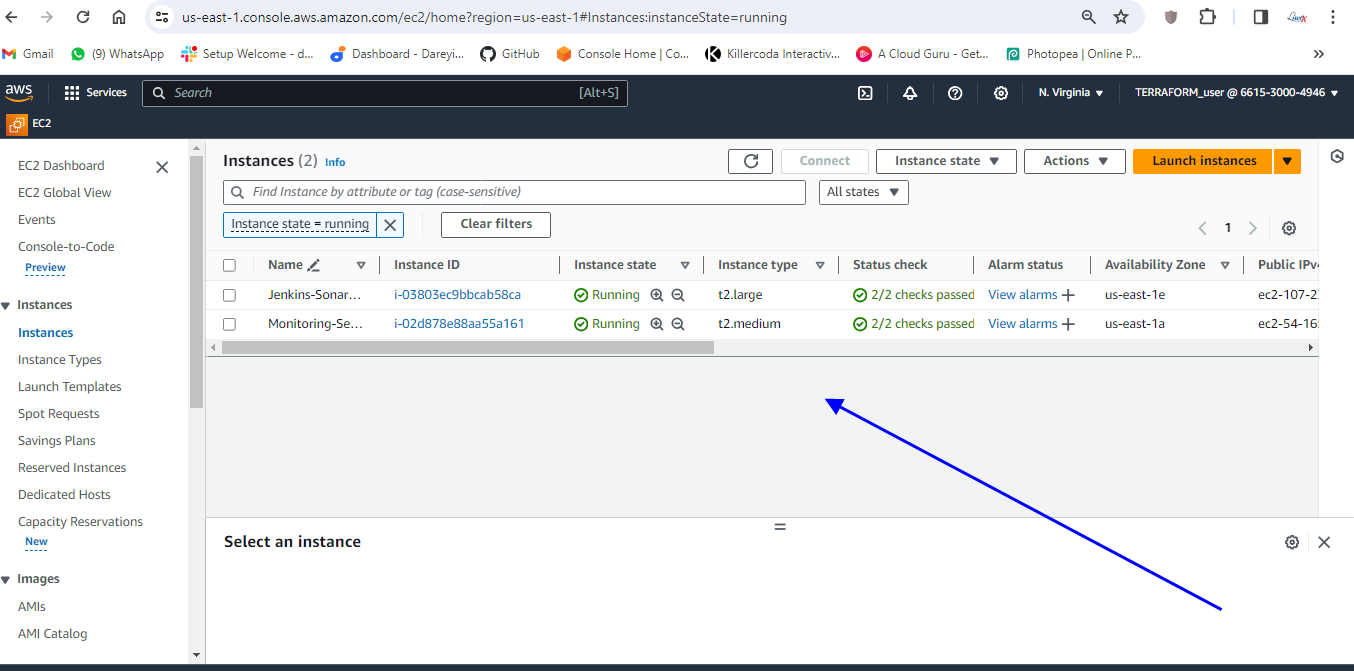 us-east-1.console.aws.amazon.com/ec2/home?region=us-east-1#Instances:instanceState=running
Gmail (9) WhatsApp Setup Welcome - d... Dashboard - Dareyi... GitHub Console Home | Co... Killercoda Interactiv... A Cloud Guru - Get... Photopea | Online P... »
aws Services Search [Alt+S] N. Virginia TERRAFORM_user @ 6615-3000-4946
EC2
EC2 Dashboard
EC2 Global View
Events
Console-to-Code
Preview
Instances
Instances
Instance Types
Launch Templates
Spot Requests
Savings Plans
Reserved Instances
Dedicated Hosts
Capacity Reservations
New
Images
AMIs
AMI Catalog
Instances (2) Info Connect Instance state Actions Launch instances
Find Instance by attribute or tag (case-sensitive) All states
Instance state = running Clear filters 1
Name Instance ID Instance state Instance type Status check Alarm status Availability Zone Public IPv4
Jenkins-Sonar... i-03803ec9bbcab58ca Running t2.large 2/2 checks passed View alarms + us-east-1e ec2-107-2
Monitoring-Se... i-02d878e88aa55a161 Running t2.medium 2/2 checks passed View alarms + us-east-1a ec2-54-16
Select an instance